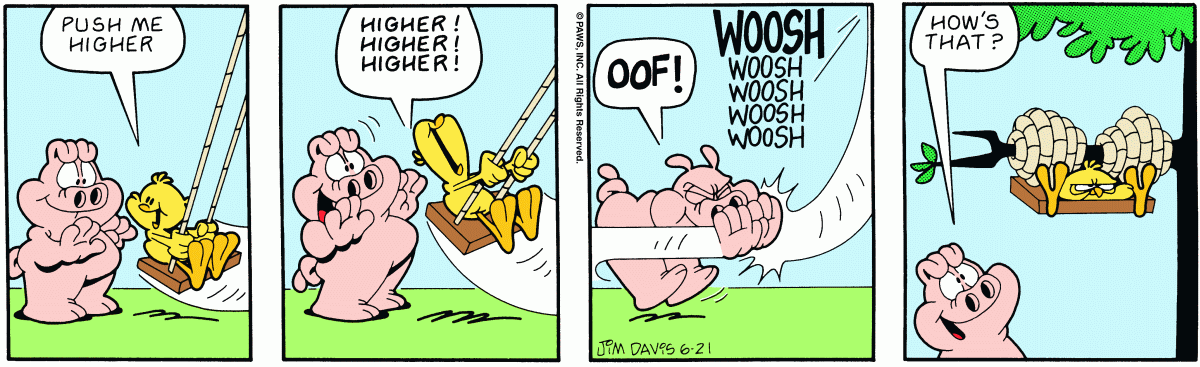 PUSH ME
HIGHER
HIGHER!
HIGHER!
HIGHER!
© PAWS, INC. All Rights Reserved.
OOF!
WOOSH
WOOSH
WOOSH
WOOSH
WOOSH
JIM DAVIS 6-21
HOW'S
THAT?